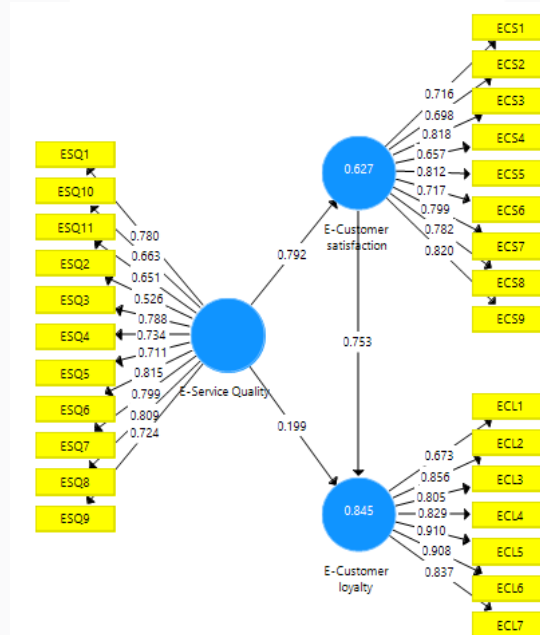 ECS1
ECS2
ECS3
ECS4
ECS5
ECS6
ECS7
ECS8
ECS9
0.716
0.698
0.818
0.657
0.812
0.717
0.799
0.782
0.820
0.627
E-Customer
satisfaction
ESQ1
ESQ10
ESQ11
ESQ2
ESQ3
ESQ4
ESQ5
ESQ6
ESQ7
ESQ8
ESQ9
0.780
0.663
0.651
0.526
0.788
0.734
0.711
0.815
0.799
0.809
0.724
E-Service Quality
0.792
0.753
0.199
0.845
E-Customer
loyalty
0.673
0.856
0.805
0.829
0.910
0.908
0.837
ECL1
ECL2
ECL3
ECL4
ECL5
ECL6
ECL7